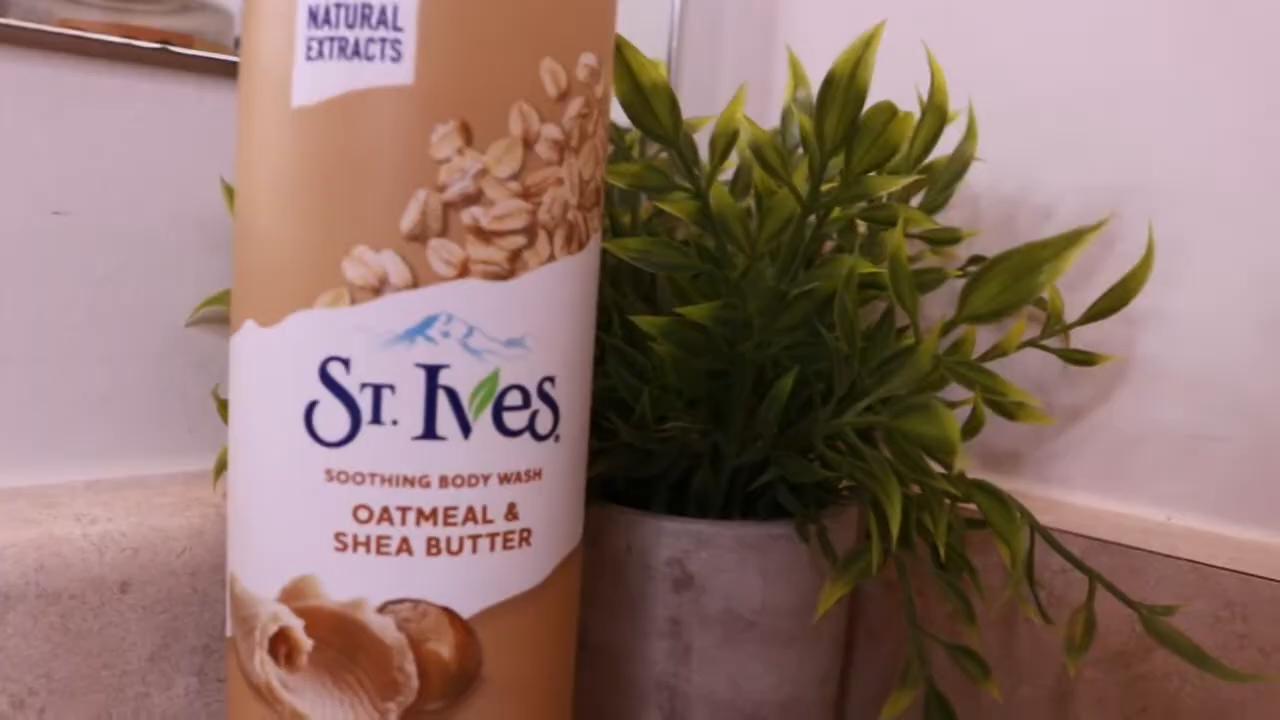 NATURAL
EXTRACTS
ST. IVES
SOOTHING BODY WASH
OATMEAL &
SHEA BUTTER